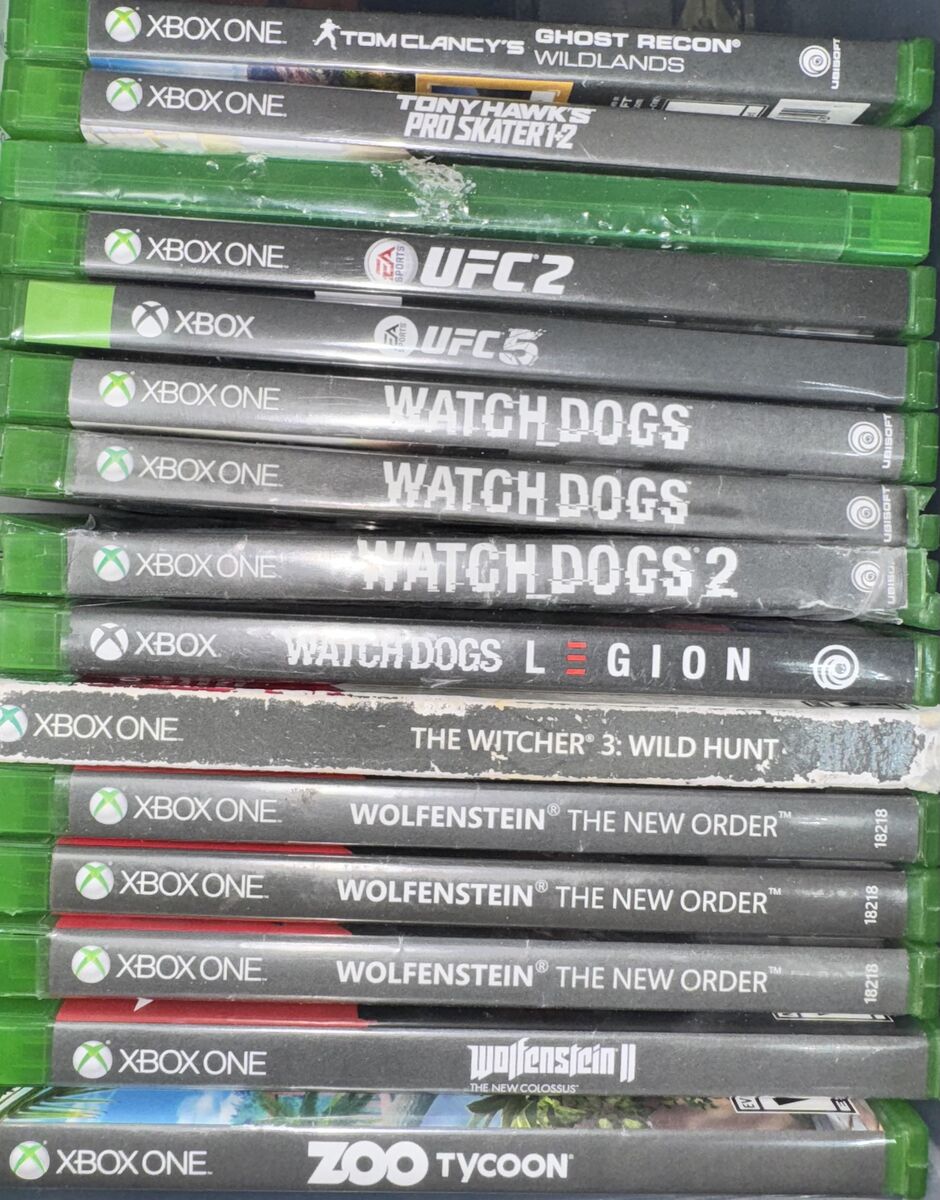 XBOX ONE TOM CLANCY'S GHOST RECON® WILDLANDS UBISOFT
XBOX ONE TONY HAWK'S PRO SKATER 1+2
XBOX ONE EA SPORTS UFC 2
XBOX EA SPORTS UFC 5
XBOX ONE WATCH_DOGS UBISOFT
XBOX ONE WATCH_DOGS UBISOFT
XBOX ONE WATCH_DOGS 2 UBISOFT
XBOX WATCH DOGS LEGION
XBOX ONE THE WITCHER® 3: WILD HUNT
XBOX ONE WOLFENSTEIN® THE NEW ORDER™ 18218
XBOX ONE WOLFENSTEIN® THE NEW ORDER™ 18218
XBOX ONE WOLFENSTEIN® THE NEW ORDER™ 18218
XBOX ONE Wolfenstein II
THE NEW COLOSSUS™
XBOX ONE ZOO TYCOON